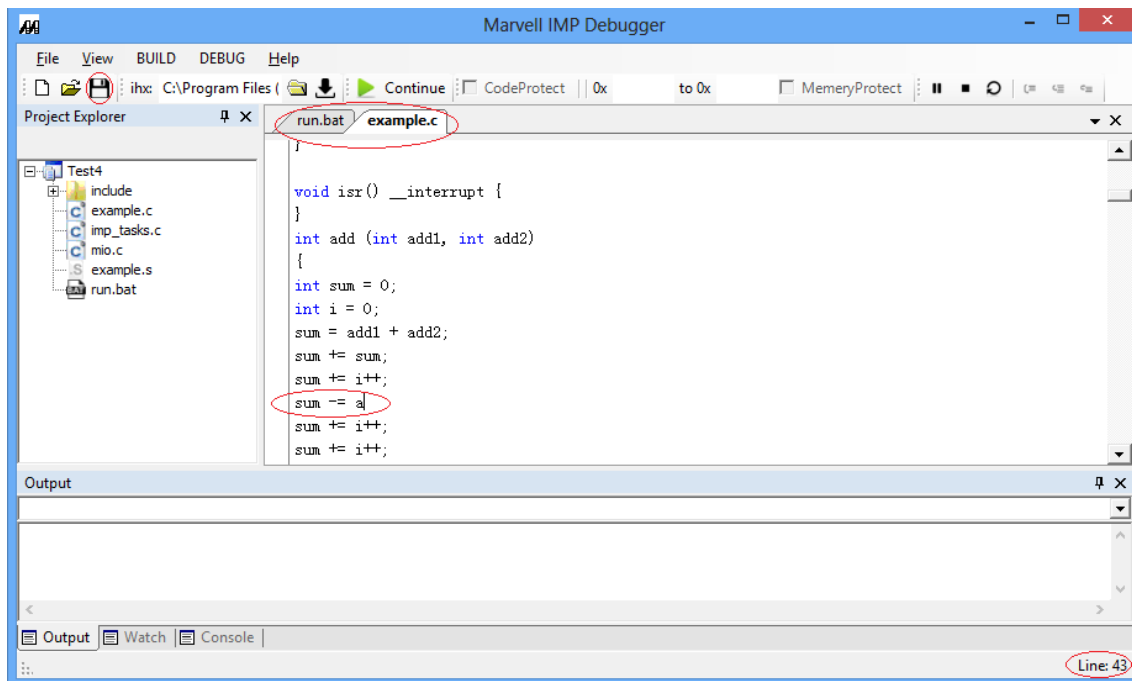 Marvell IMP Debugger
File View BUILD DEBUG Help
ihx: C:\Program Files ( Continue CodeProtect 0x to 0x MemeryProtect
Project Explorer
run.bat example.c
Test4
include
example.c
imp_tasks.c
mio.c
example.s
run.bat
}
void isr() __interrupt {
}
int add (int add1, int add2)
{
int sum = 0;
int i = 0;
sum = add1 + add2;
sum += sum;
sum += i++;
sum -= a
sum += i++;
sum += i++;
Output
Output Watch Console
Line: 43